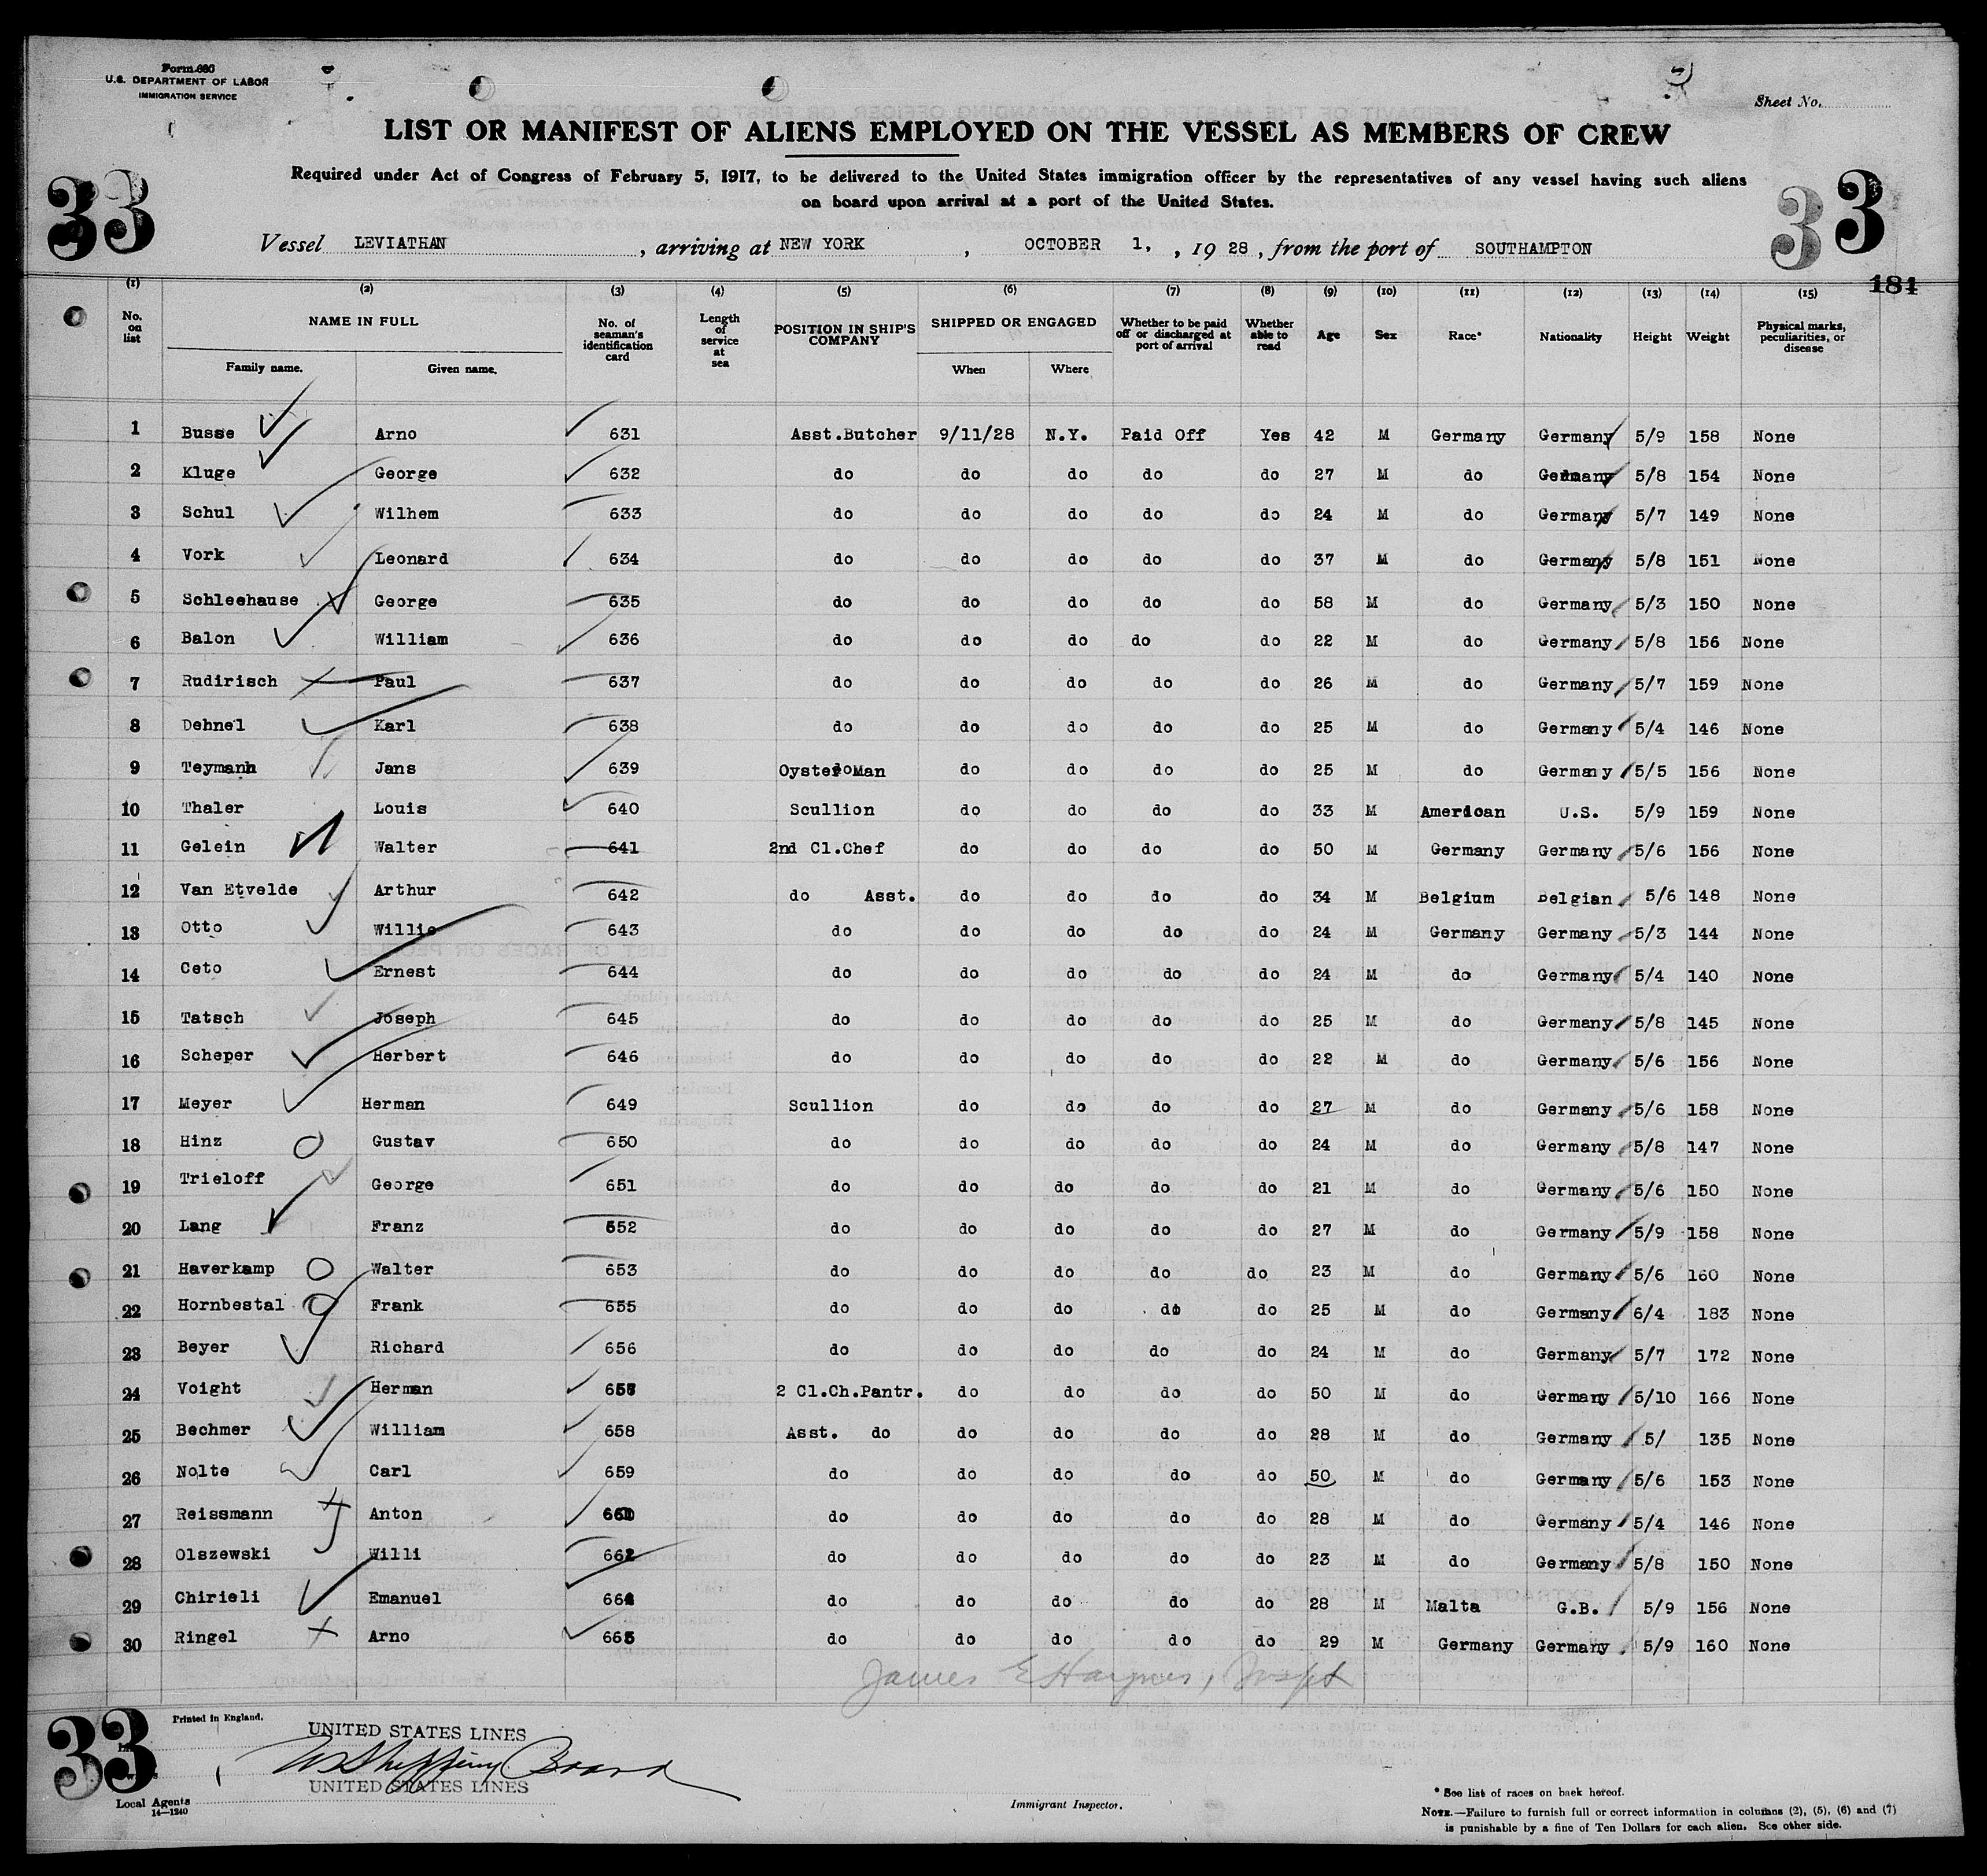 Form 680
U.S. DEPARTMENT OF LABOR
IMMIGRATION SERVICE
Sheet No.
LIST OR MANIFEST OF ALIENS EMPLOYED ON THE VESSEL AS MEMBERS OF CREW
Required under Act of Congress of February 5, 1917, to be delivered to the United States immigration officer by the representatives of any vessel having such aliens
on board upon arrival at a port of the United States.
33 33
Vessel LEVIATHAN, arriving at NEW YORK, OCTOBER 1, , 19 28, from the port of SOUTHAMPTON
184
(1) (2) (3) (4) (5) (6) (7) (8) (9) (10) (11) (12) (13) (14) (15)
No. on list NAME IN FULL Family name. Given name. No. of seaman's identification card Length of service at sea POSITION IN SHIP'S COMPANY SHIPPED OR ENGAGED When Where Whether to be paid off or discharged at port of arrival Whether able to read Age Sex Race* Nationality Height Weight Physical marks, peculiarities, or disease
1 Busse Arno 631 Asst.Butcher 9/11/28 N.Y. Paid Off Yes 42 M Germany Germany 5/9 158 None
2 Kluge George 632 do do do do do 27 M do Germany 5/8 154 None
3 Schul Wilhem 633 do do do do do 24 M do Germany 5/7 149 None
4 Vork Leonard 634 do do do do do 37 M do Germany 5/8 151 None
5 Schleehause George 635 do do do do do 58 M do Germany 5/3 150 None
6 Balon William 636 do do do do do 22 M do Germany 5/8 156 None
7 Rudirisch Paul 637 do do do do do 26 M do Germany 5/7 159 None
8 Dehnel Karl 638 do do do do do 25 M do Germany 5/4 146 None
9 Teymann Jans 639 Oyster Man do do do do 25 M do Germany 5/5 156 None
10 Thaler Louis 640 Scullion do do do do 33 M American U.S. 5/9 159 None
11 Gelein Walter 641 2nd Cl.Chef do do do do 50 M Germany Germany 5/6 156 None
12 Van Etvelde Arthur 642 do Asst. do do do do 34 M Belgium Belgian 5/6 148 None
13 Otto Willie 643 do do do do do 24 M Germany Germany 5/3 144 None
14 Ceto Ernest 644 do do do do do 24 M do Germany 5/4 140 None
15 Tatsch Joseph 645 do do do do do 25 M do Germany 5/8 145 None
16 Scheper Herbert 646 do do do do do 22 M do Germany 5/6 156 None
17 Meyer Herman 649 Scullion do do do do 27 M do Germany 5/6 158 None
18 Hinz Gustav 650 do do do do do 24 M do Germany 5/8 147 None
19 Trieloff George 651 do do do do do 21 M do Germany 5/6 150 None
20 Lang Franz 652 do do do do do 27 M do Germany 5/9 158 None
21 Haverkamp Walter 653 do do do do do 23 M do Germany 5/6 160 None
22 Hornbestal Frank 655 do do do do do 25 M do Germany 6/4 183 None
23 Beyer Richard 656 do do do do do 24 M do Germany 5/7 172 None
24 Voight Herman 657 2 Cl.Ch.Pantr. do do do do 50 M do Germany 5/10 166 None
25 Bechmer William 658 Asst. do do do do do 28 M do Germany 5/ 135 None
26 Nolte Carl 659 do do do do do 50 M do Germany 5/6 153 None
27 Reissmann Anton 660 do do do do do 28 M do Germany 5/4 146 None
28 Olszewski Willi 662 do do do do do 23 M do Germany 5/8 150 None
29 Chirieli Emanuel 664 do do do do do 28 M Malta G.B. 5/9 156 None
30 Ringel Arno 665 do do do do do 29 M Germany Germany 5/9 160 None
James E
33
Printed in England.
UNITED STATES LINES
US Shipping Board
UNITED STATES LINES
Local Agents
14—1240
Immigrant Inspector.
* See list of races on back hereof.
NOTE.—Failure to furnish full or correct information in columns (2), (5), (6) and (7)
is punishable by a fine of Ten Dollars for each alien. See other side.